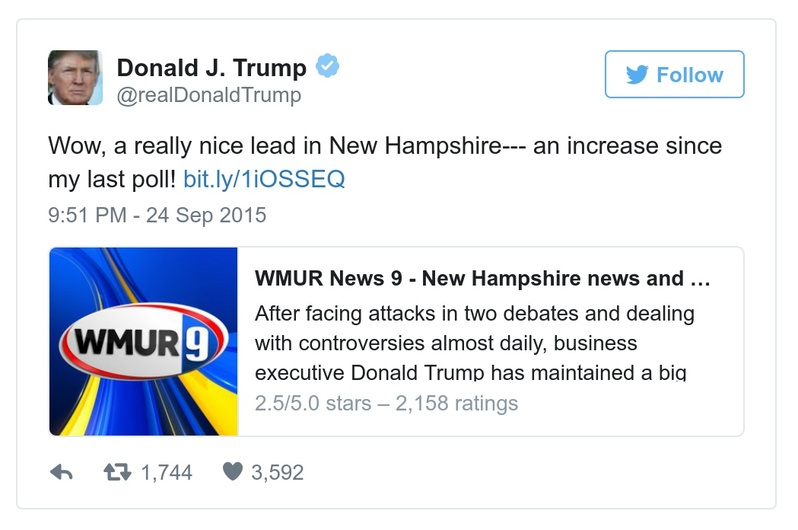 Donald J. Trump
@realDonaldTrump
Follow
Wow, a really nice lead in New Hampshire--- an increase since
my last poll! bit.ly/1iOSSEQ
9:51 PM - 24 Sep 2015
WMUR 9
WMUR News 9 - New Hampshire news and ...
After facing attacks in two debates and dealing
with controversies almost daily, business
executive Donald Trump has maintained a big
2.5/5.0 stars – 2,158 ratings
1,744
3,592